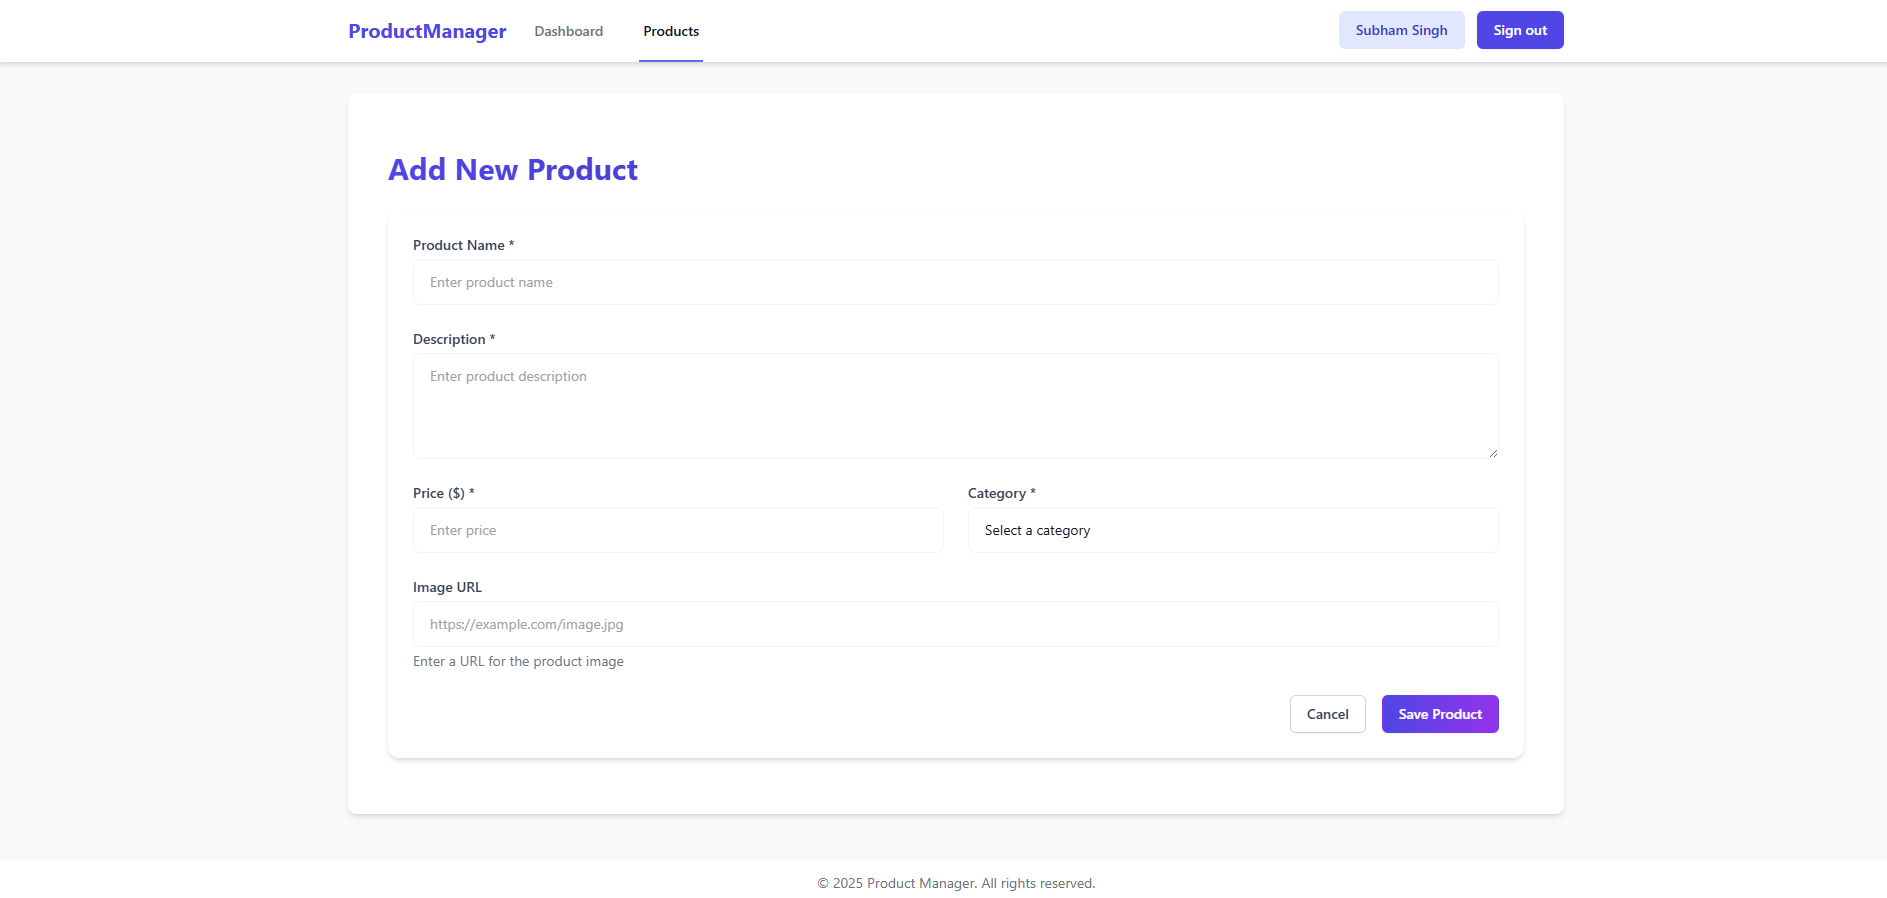 ProductManager Dashboard Products Subham Singh Sign out
Add New Product
Product Name *
Enter product name
Description *
Enter product description
Price ($) * Category *
Enter price Select a category
Image URL
https://example.com/image.jpg
Enter a URL for the product image
Cancel Save Product
© 2025 Product Manager. All rights reserved.